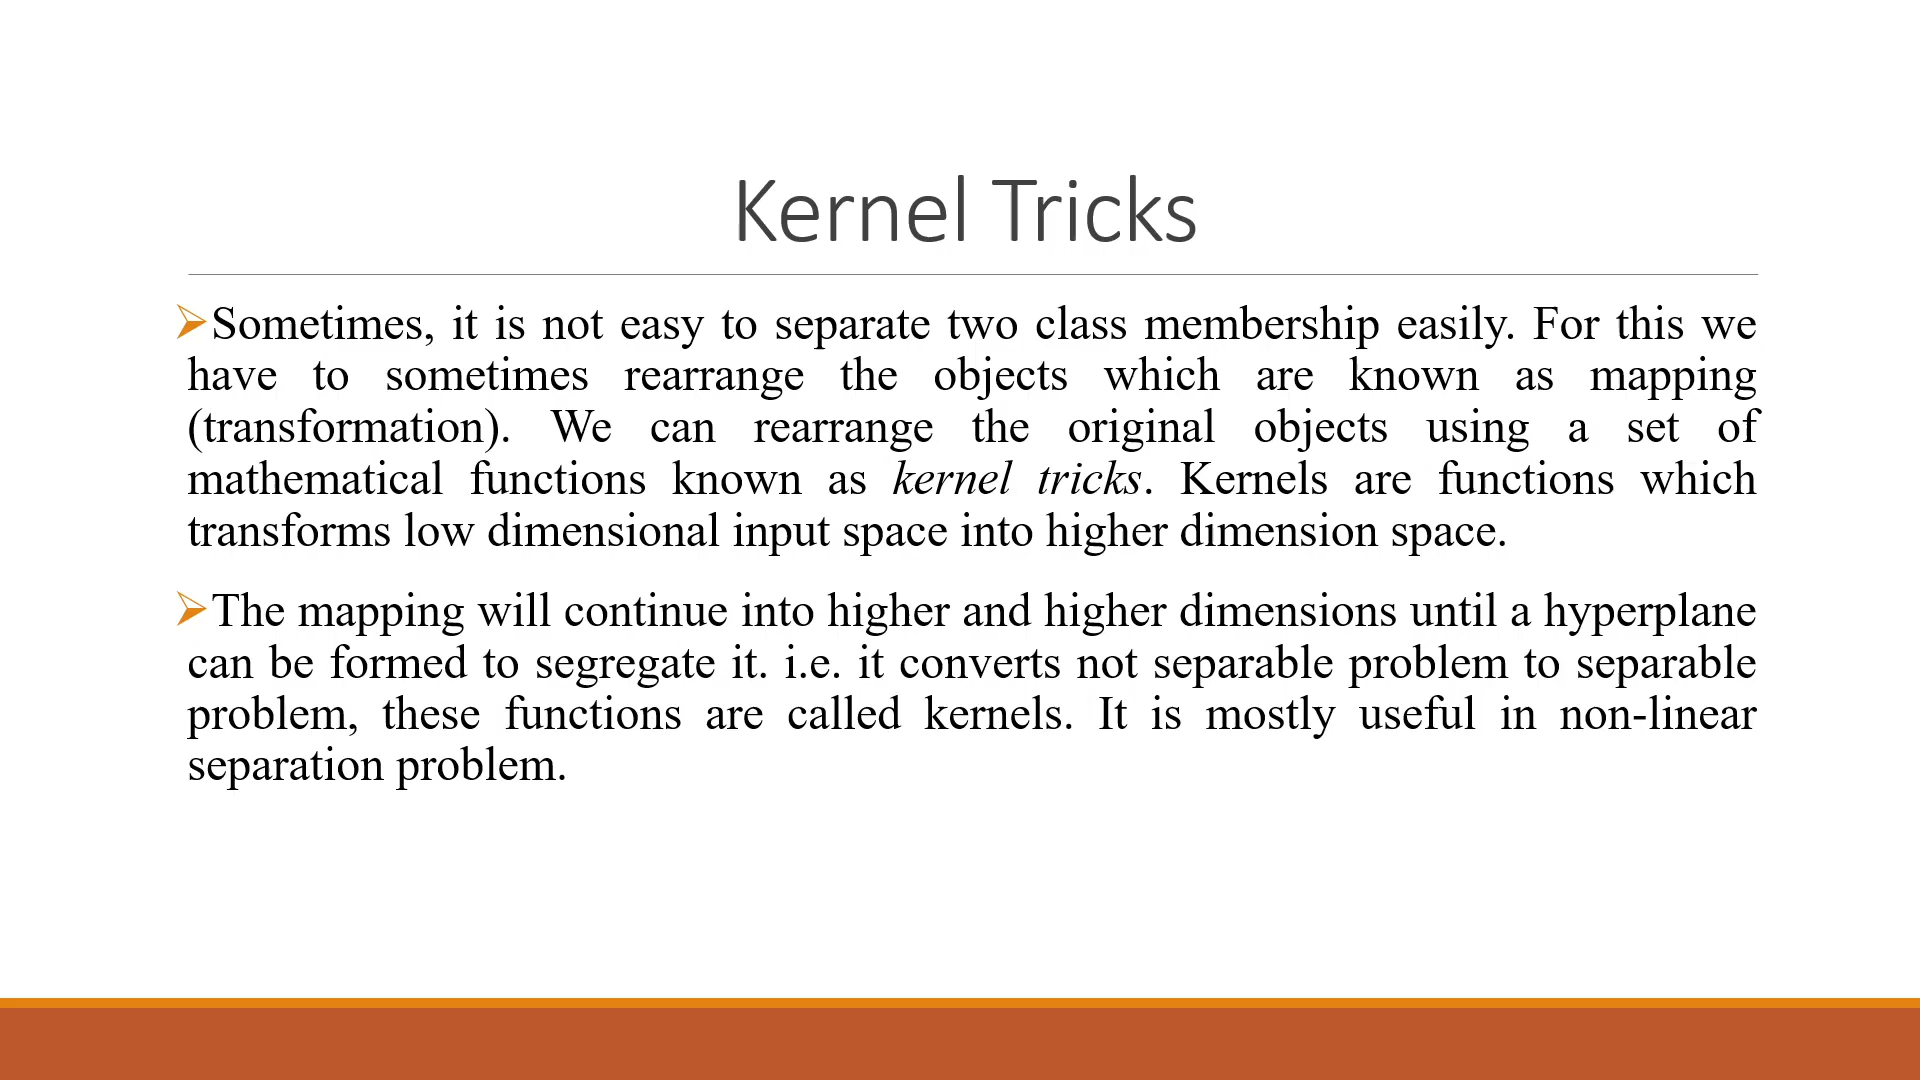 Kernel Tricks
➢Sometimes, it is not easy to separate two class membership easily. For this we
have to sometimes rearrange the objects which are known as mapping
(transformation). We can rearrange the original objects using a set of
mathematical functions known as kernel tricks. Kernels are functions which
transforms low dimensional input space into higher dimension space.
➢The mapping will continue into higher and higher dimensions until a hyperplane
can be formed to segregate it. i.e. it converts not separable problem to separable
problem, these functions are called kernels. It is mostly useful in non-linear
separation problem.